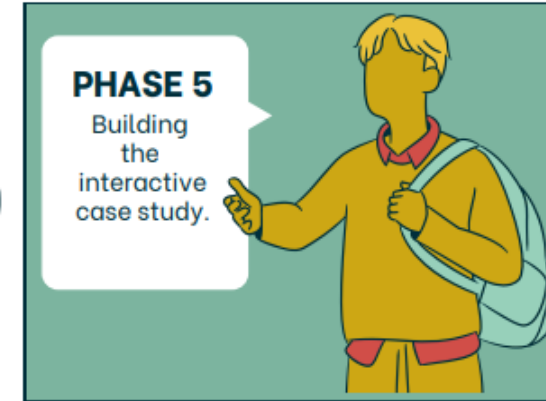 PHASE 5
Building
the
interactive
case study.